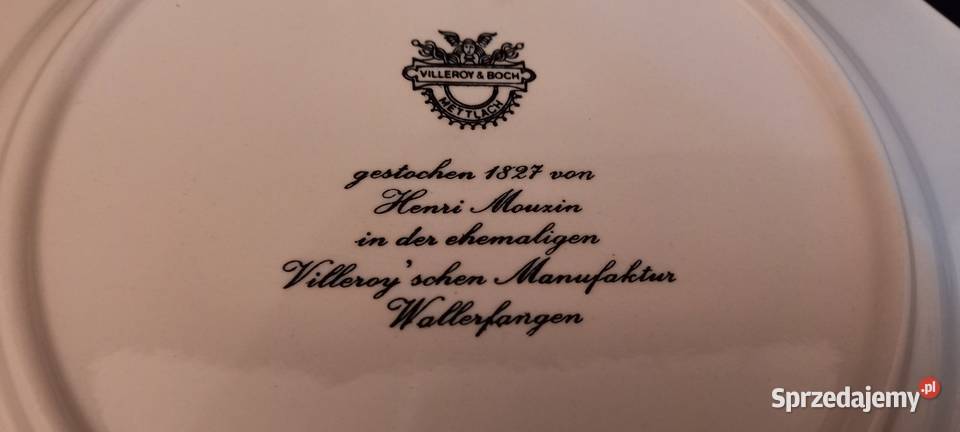 VILLEROY & BOCH
METTLACH
gestochen 1827 von
Henri Mouzin
in der ehemaligen
Villeroy'schen Manufaktur
Wallerfangen
Sprzedajemy.pl